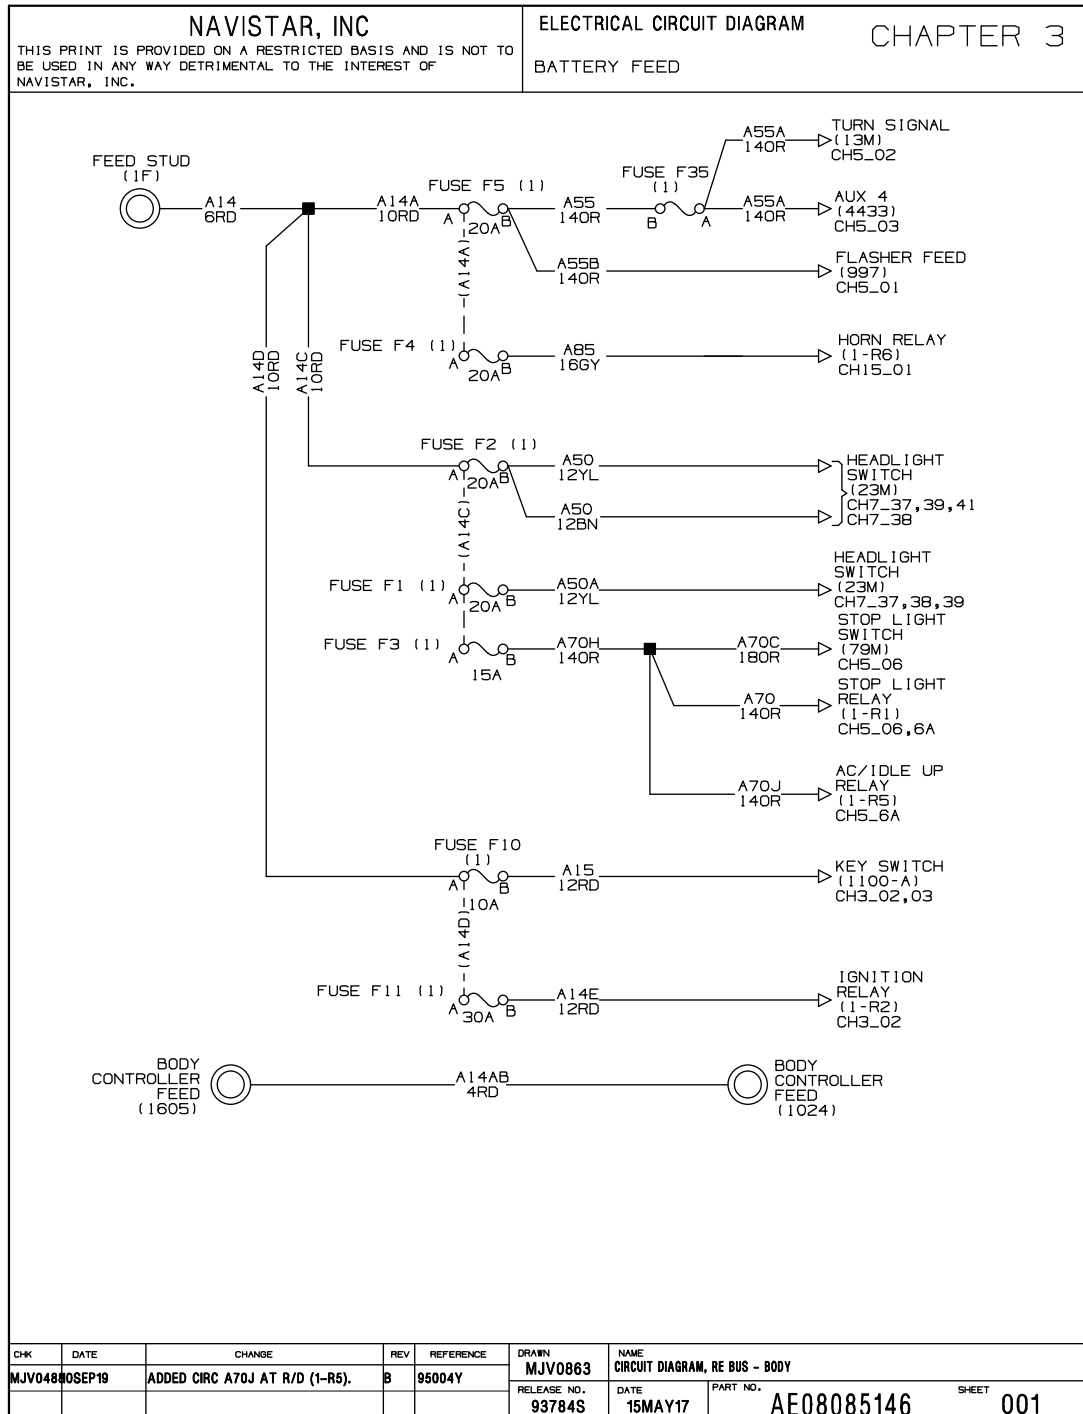 NAVISTAR, INC
THIS PRINT IS PROVIDED ON A RESTRICTED BASIS AND IS NOT TO
BE USED IN ANY WAY DETRIMENTAL TO THE INTEREST OF
NAVISTAR, INC.
ELECTRICAL CIRCUIT DIAGRAM
BATTERY FEED
CHAPTER 3
FEED STUD
(1F)
A14
6RD
A14A
10RD
FUSE F5 (1)
A
20A
B
A55
14OR
FUSE F35
(1)
B
A
A55A
14OR
TURN SIGNAL
(13M)
CH5_02
A55A
14OR
AUX 4
(4433)
CH5_03
A55B
14OR
FLASHER FEED
(997)
CH5_01
(A14A)
FUSE F4 (1)
A
20A
B
A85
16GY
HORN RELAY
(1-R6)
CH15_01
A14D
10RD
A14C
10RD
FUSE F2 (1)
A
20A
B
A50
12YL
A50
12BN
HEADLIGHT
SWITCH
(23M)
CH7_37,39,41
CH7_38
(A14C)
FUSE F1 (1)
A
20A
B
A50A
12YL
HEADLIGHT
SWITCH
(23M)
CH7_37,38,39
FUSE F3 (1)
A
15A
B
A70H
14OR
A70C
18OR
STOP LIGHT
SWITCH
(79M)
CH5_06
A70
14OR
STOP LIGHT
RELAY
(1-R1)
CH5_06,6A
A70J
14OR
AC/IDLE UP
RELAY
(1-R5)
CH5_6A
FUSE F10
(1)
A
10A
B
A15
12RD
KEY SWITCH
(1100-A)
CH3_02,03
(A14D)
FUSE F11 (1)
A
30A
B
A14E
12RD
IGNITION
RELAY
(1-R2)
CH3_02
BODY
CONTROLLER
FEED
(1605)
A14AB
4RD
BODY
CONTROLLER
FEED
(1024)
CHK DATE CHANGE REV REFERENCE
ADDED CIRC A70J AT R/D (1-R5). B 95004Y
DRAWN
MJV0863
NAME
CIRCUIT DIAGRAM, RE BUS - BODY
RELEASE NO.
93784S
DATE
15MAY17
PART NO.
AE08085146
SHEET
001